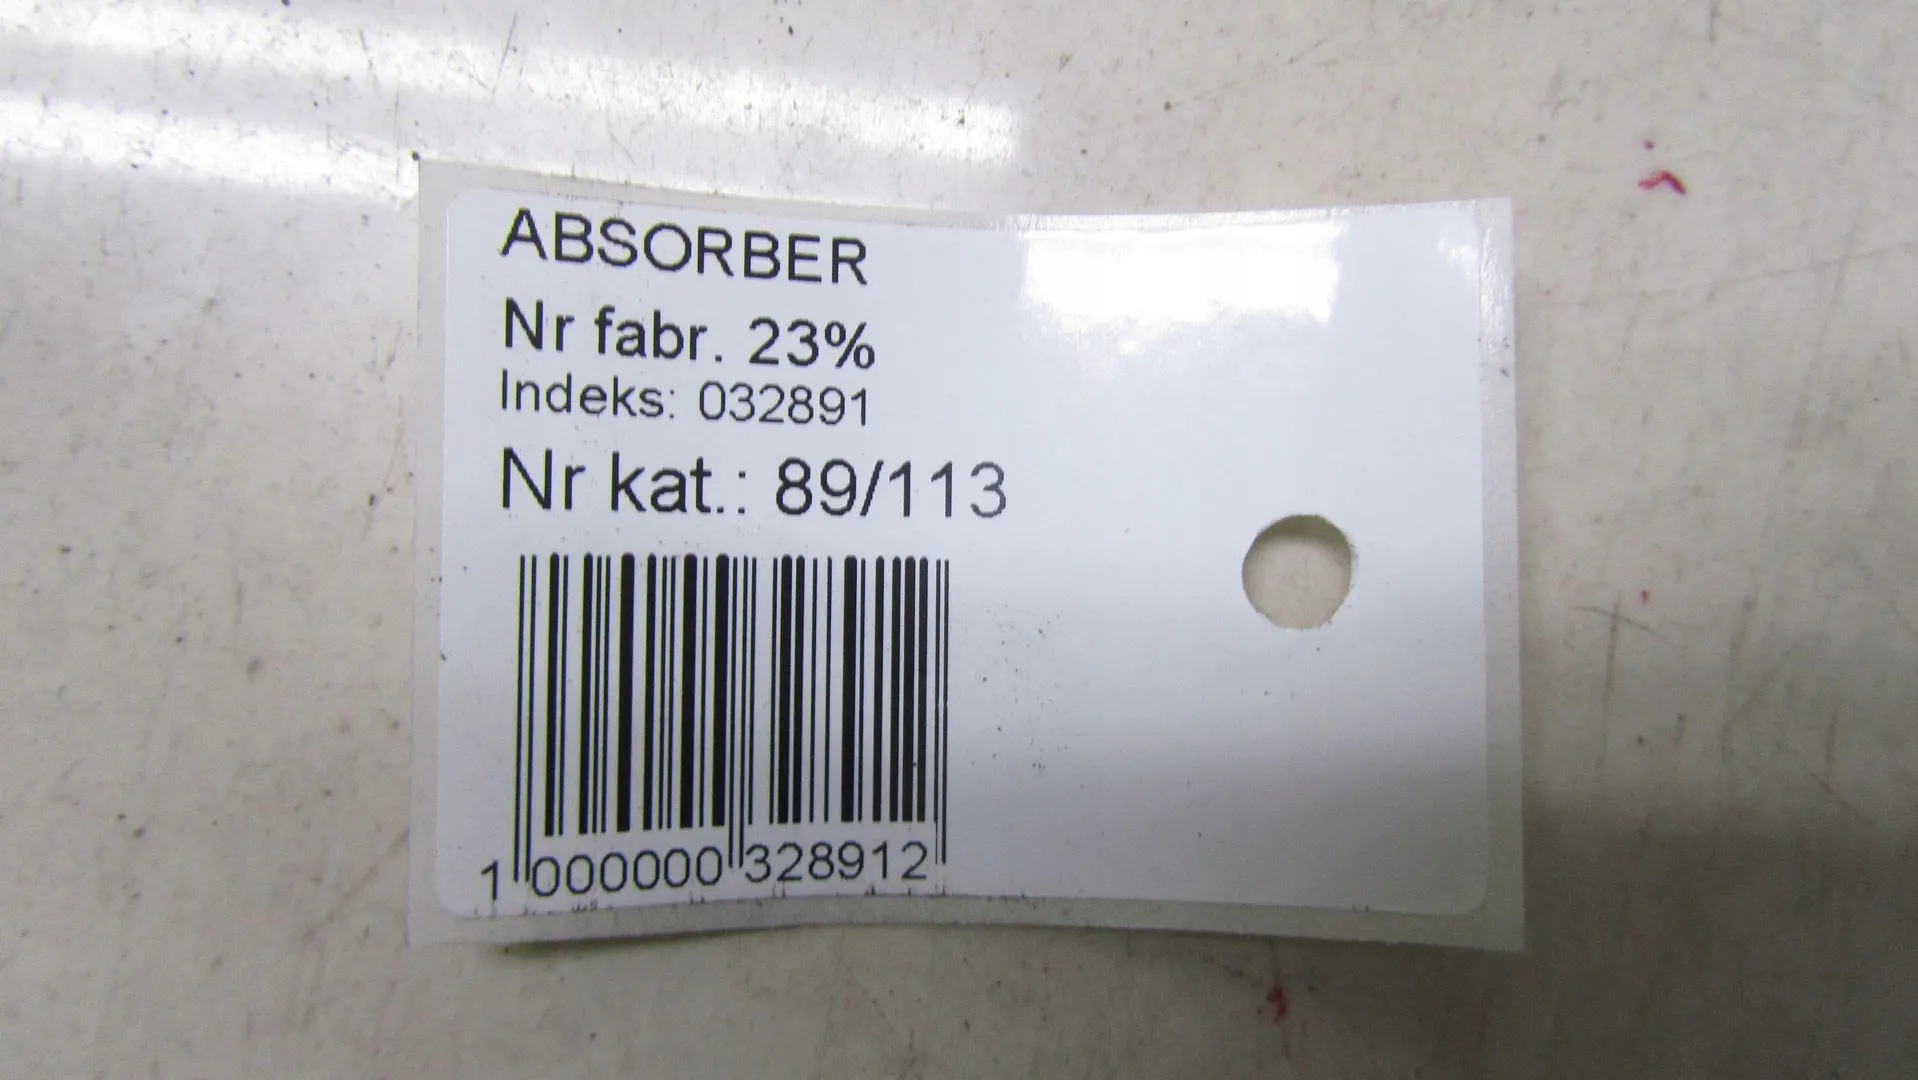 ABSORBER
Nr fabr. 23%
Indeks: 032891
Nr kat.: 89/113
1 000000 328912